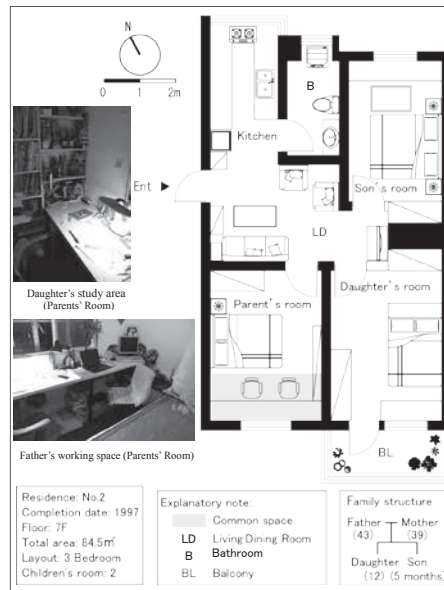 N
0 1 2m
B
Kitchen
Son's room
Ent
LD
Daughter's room
Parent's room
Daughter's study area
(Parents' Room)
BL
Father's working space (Parents' Room)
Residence: No.2
Completion date: 1997
Floor: 7F
Total area: 84.5㎡
Layout: 3 Bedroom
Children's room: 2
Explanatory note:
Common space
LD Living Dining Room
B Bathroom
BL Balcony
Family structure
Father Mother
(43) (39)
Daughter Son
(12) (5 months)